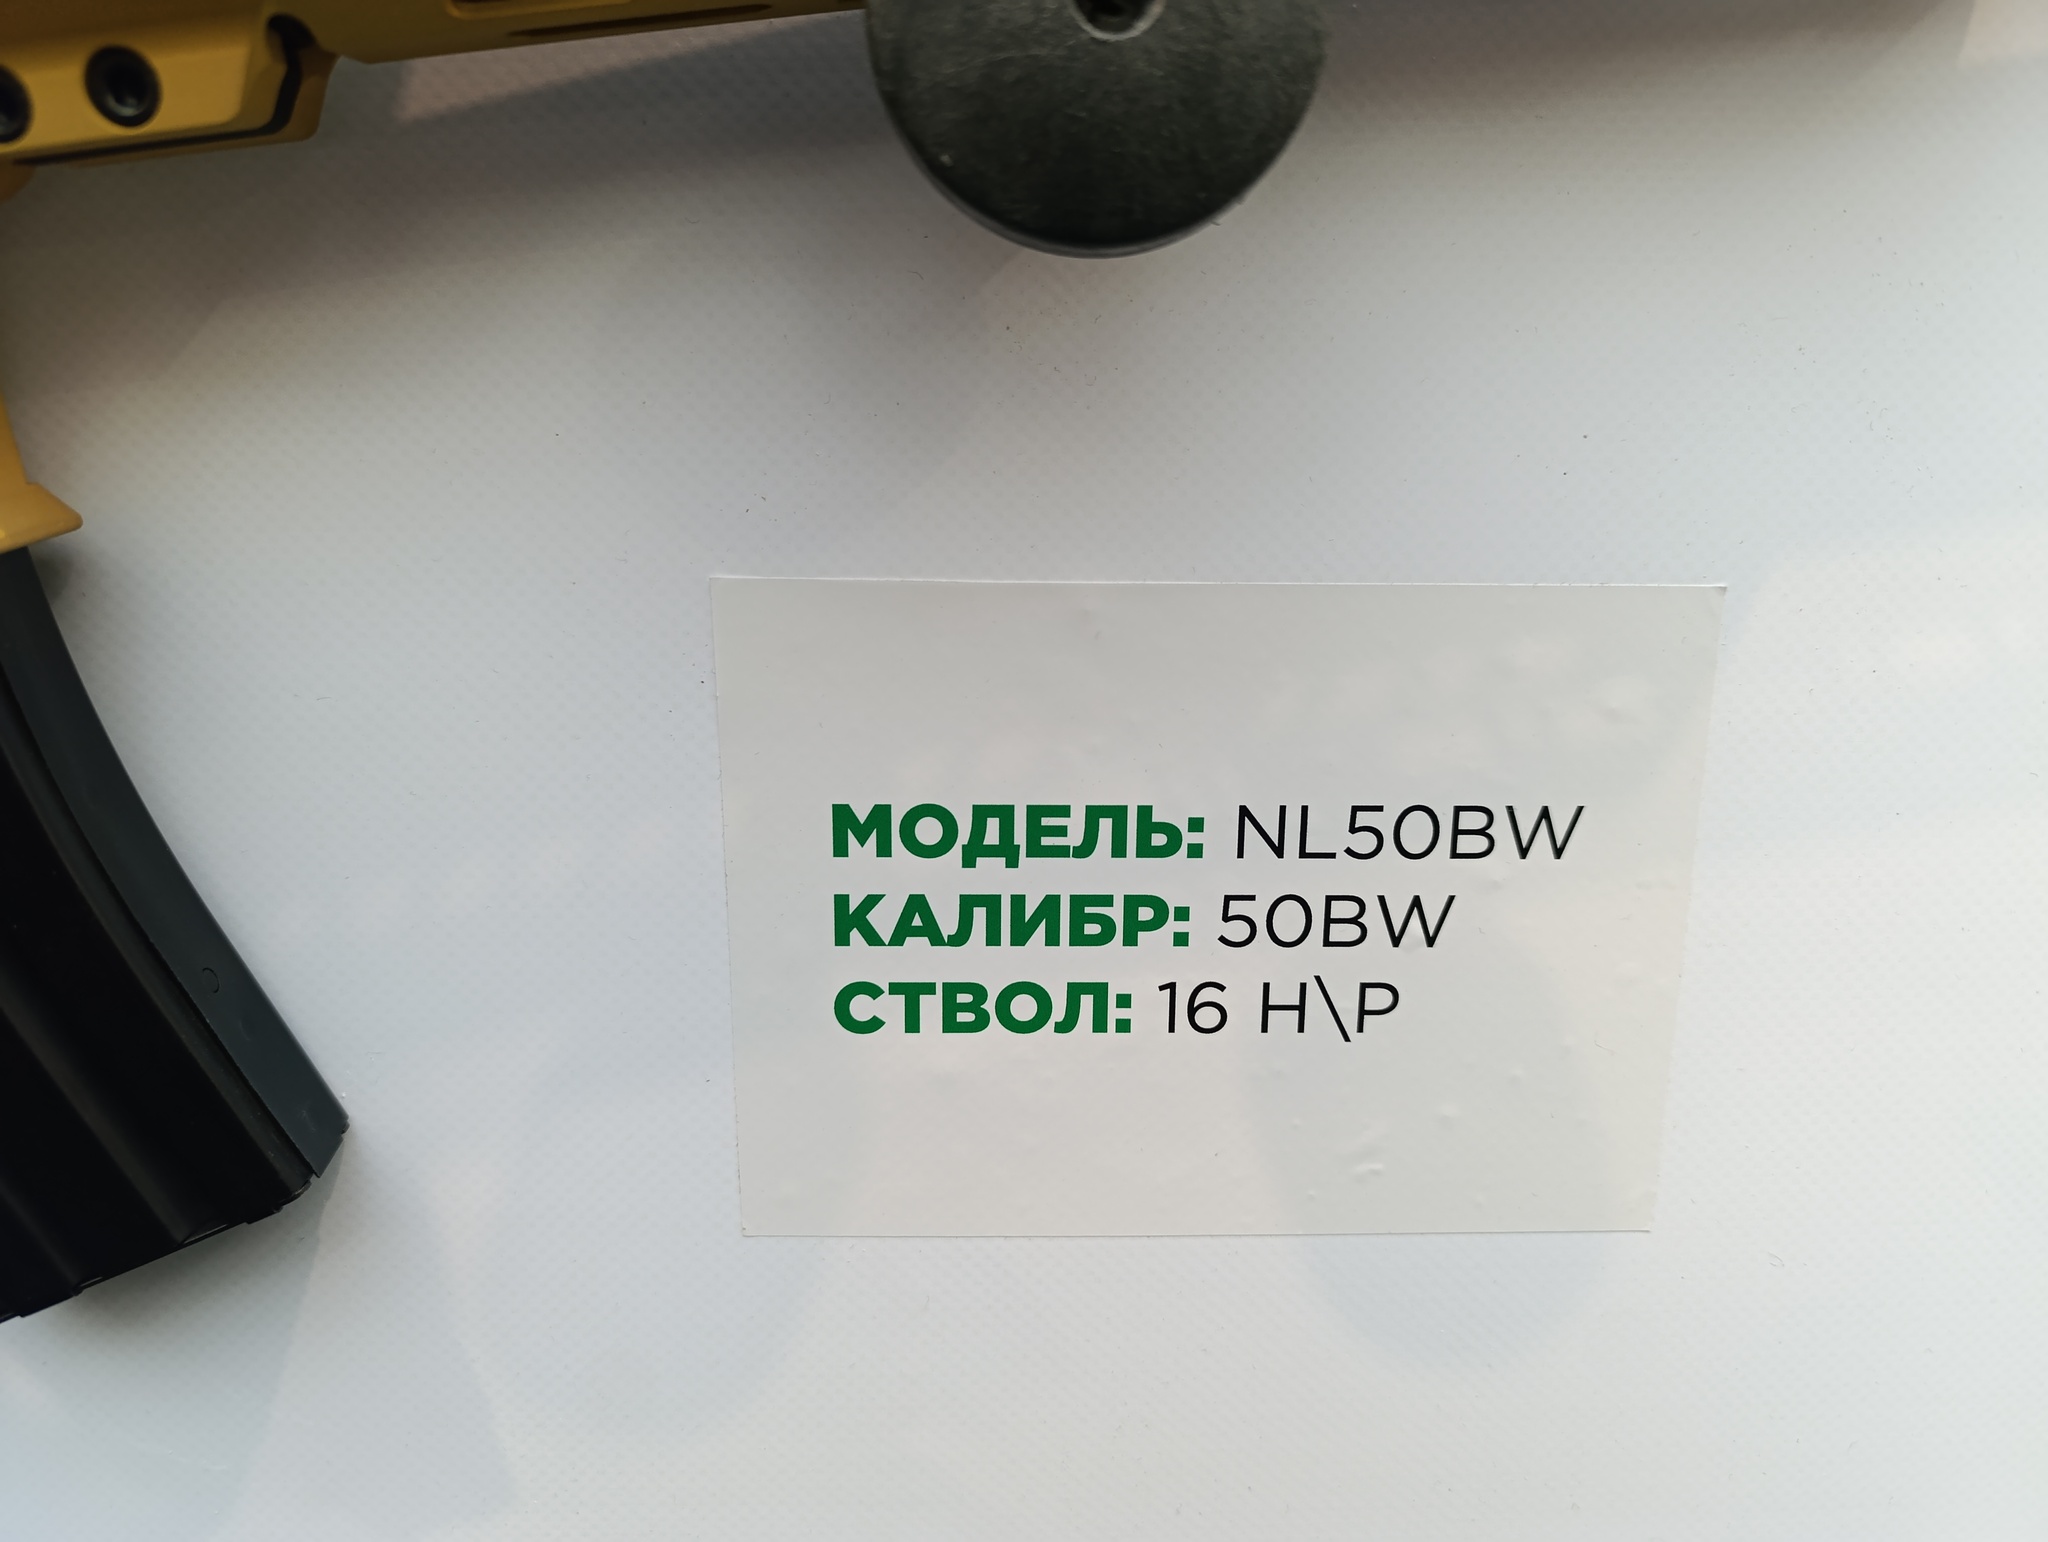 МОДЕЛЬ: NL50BW
КАЛИБР: 50BW
СТВОЛ: 16 Н\Р